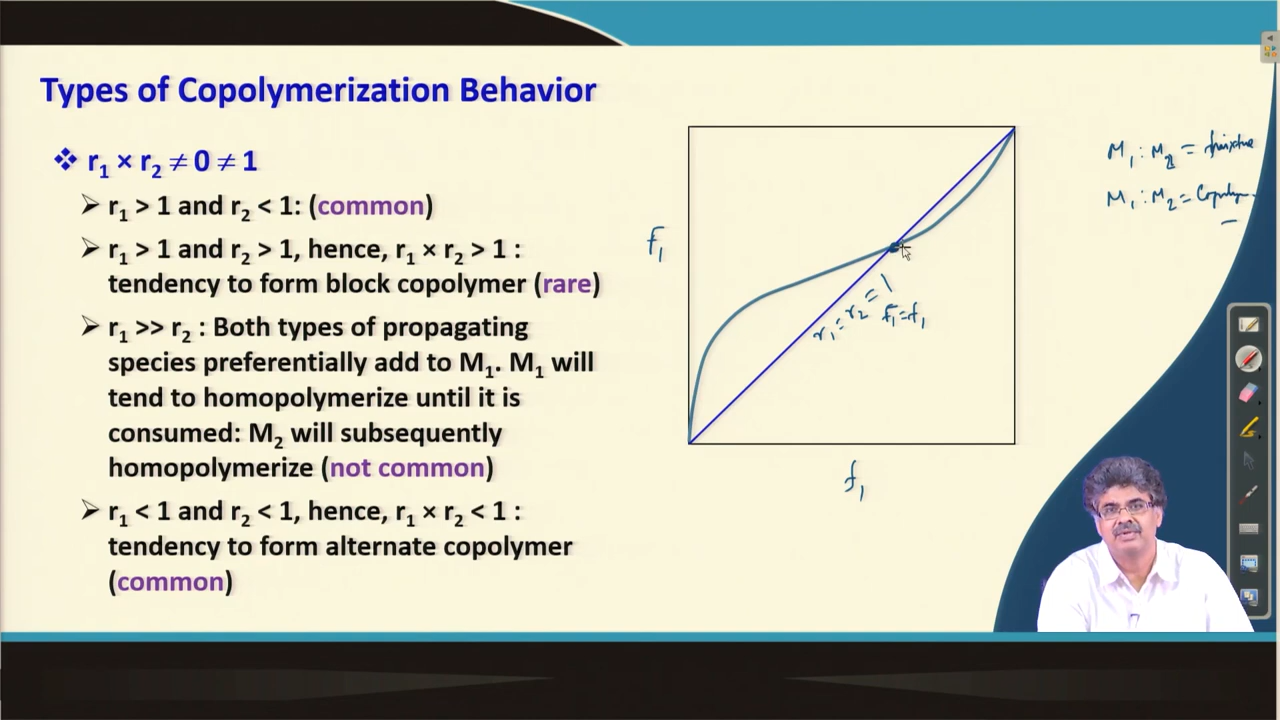 Types of Copolymerization Behavior
❖ r₁ × r₂ ≠ 0 ≠ 1
➢ r₁ > 1 and r₂ < 1: (common)
➢ r₁ > 1 and r₂ > 1, hence, r₁ × r₂ > 1 :
tendency to form block copolymer (rare)
➢ r₁ >> r₂ : Both types of propagating
species preferentially add to M₁. M₁ will
tend to homopolymerize until it is
consumed: M₂ will subsequently
homopolymerize (not common)
➢ r₁ < 1 and r₂ < 1, hence, r₁ × r₂ < 1 :
tendency to form alternate copolymer
(common)
F₁
r₁ = r₂ = 1
F₁ = f₁
f₁
M₁ : M₂ =
M₁ : M₂ =